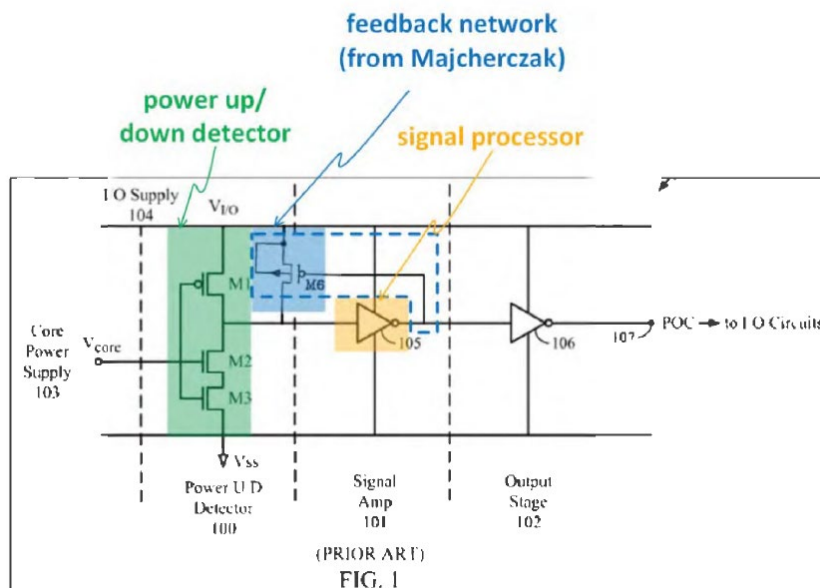 feedback network
(from Majcherczak)
power up/
down detector
signal processor
I O Supply
104
V_I/O
M1
M6
Core
Power
Supply
103
V_core
M2
M3
105
106
107
POC → to I O Circuits
Vss
Power U D
Detector
100
Signal
Amp
101
Output
Stage
102
(PRIOR ART)
FIG. 1